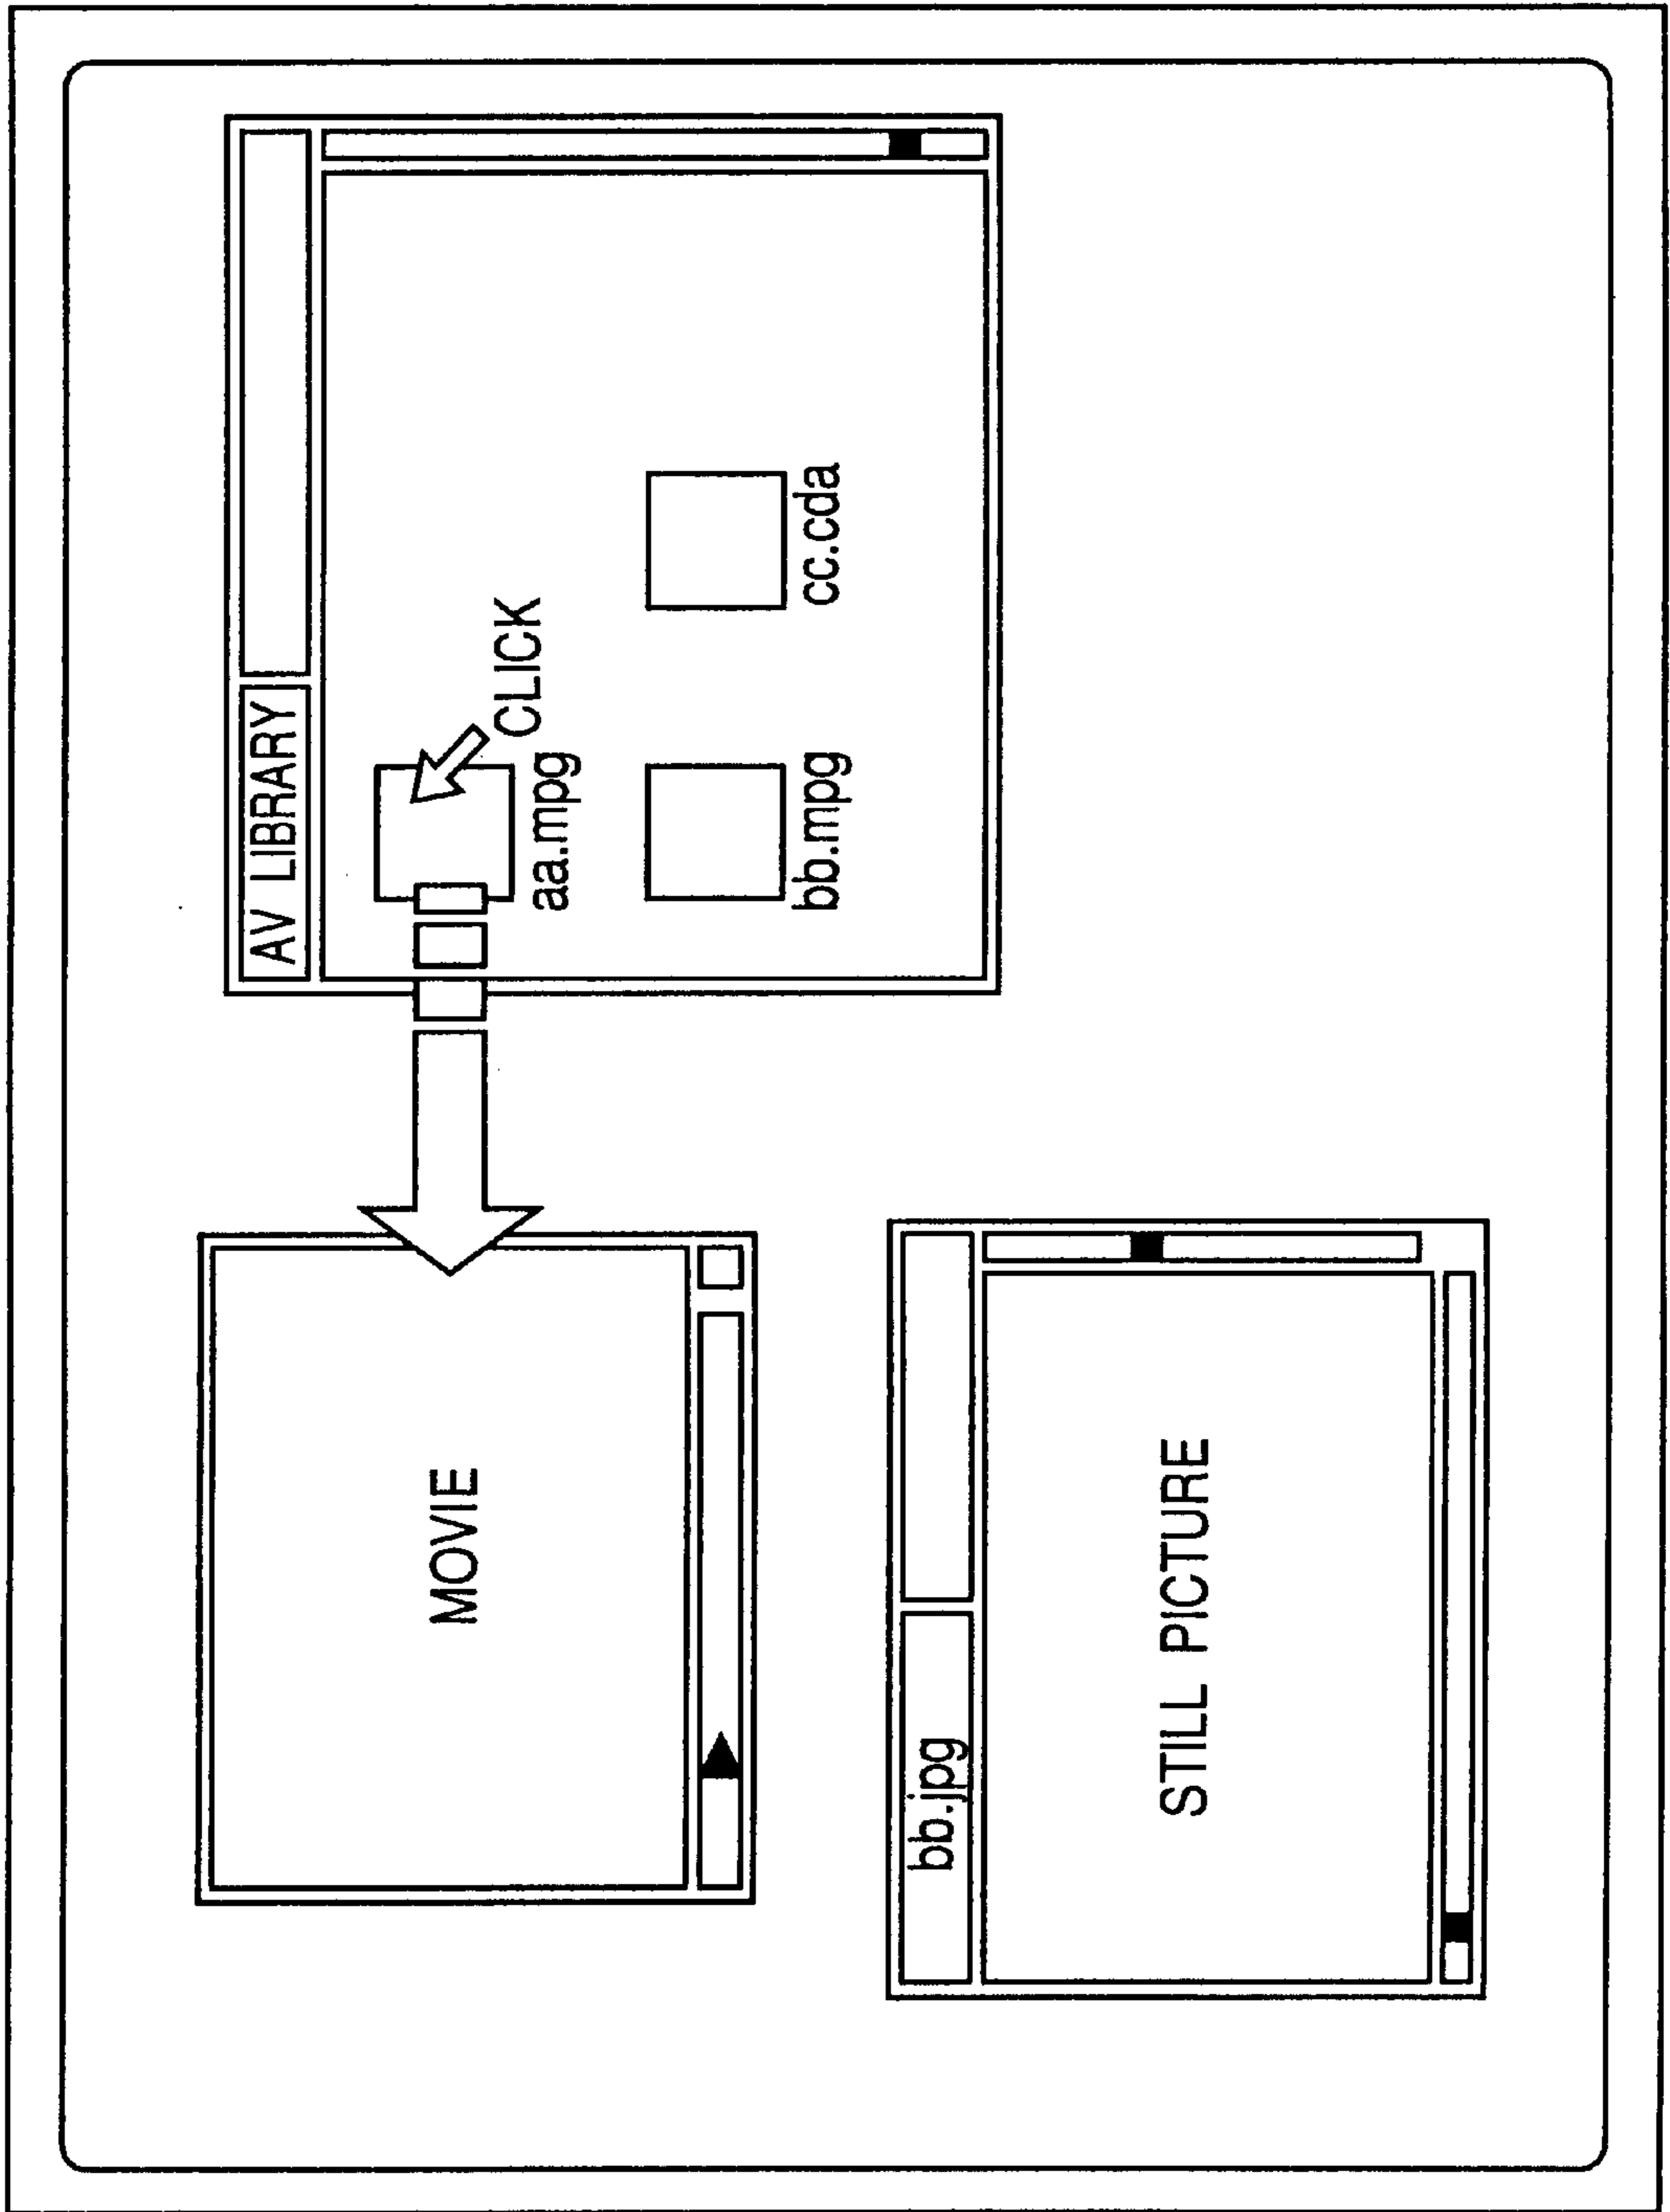 MOVIE
bb.jpg
STILL PICTURE
AV LIBRARY
CLICK
aa.mpg
bb.mpg
cc.cda